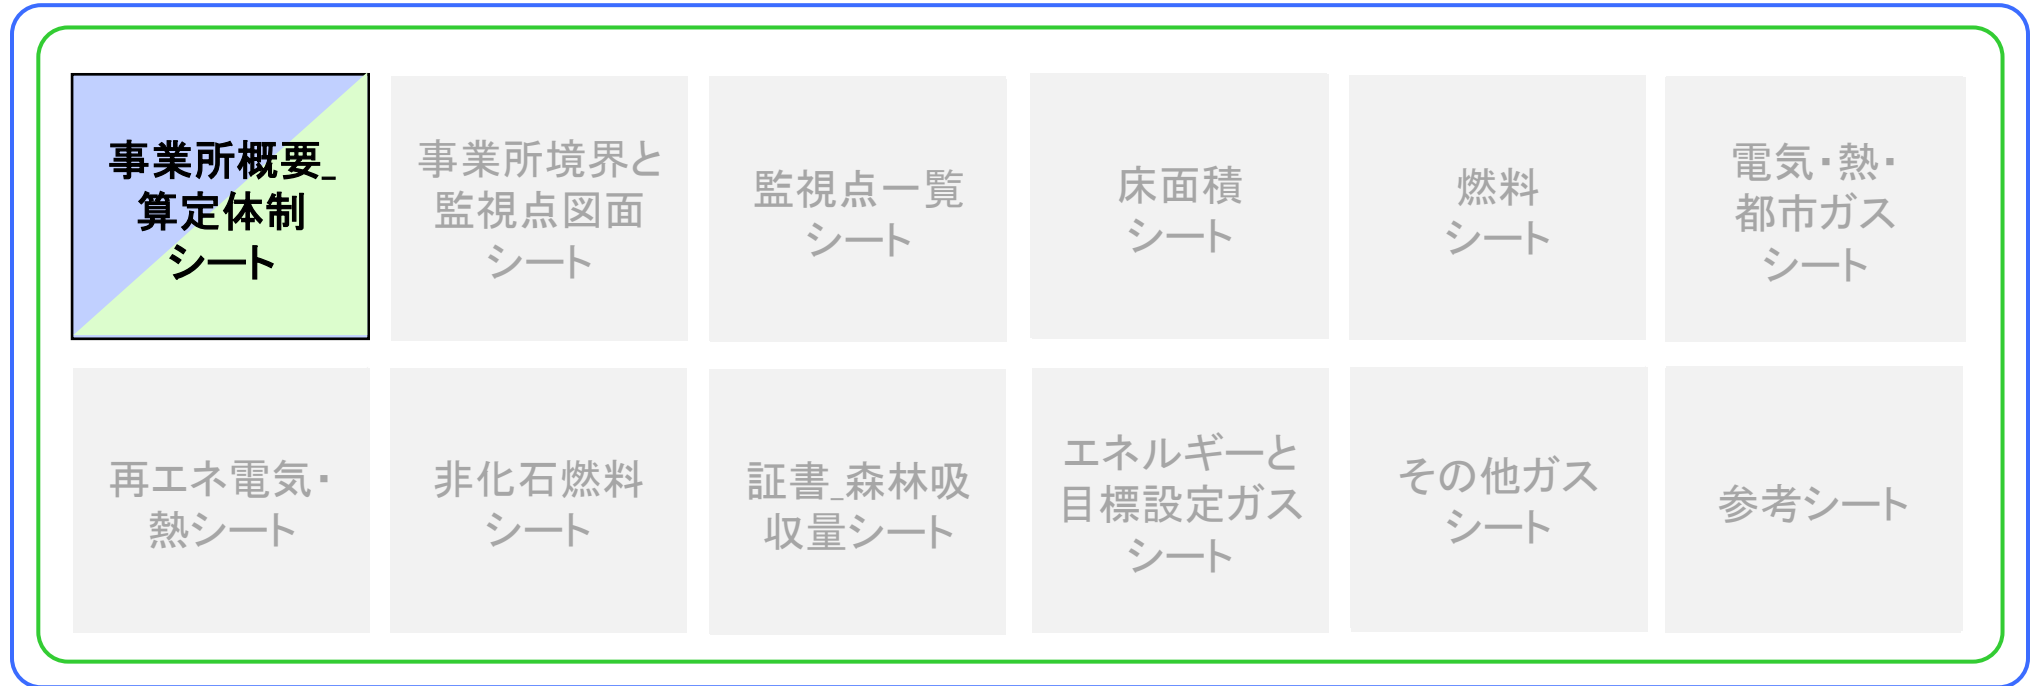 事業所概要_
算定体制
シート
事業所境界と
監視点図面
シート
監視点一覧
シート
床面積
シート
燃料
シート
電気・熱・
都市ガス
シート
再エネ電気・
熱シート
非化石燃料
シート
証書_森林吸
収量シート
エネルギーと
目標設定ガス
シート
その他ガス
シート
参考シート